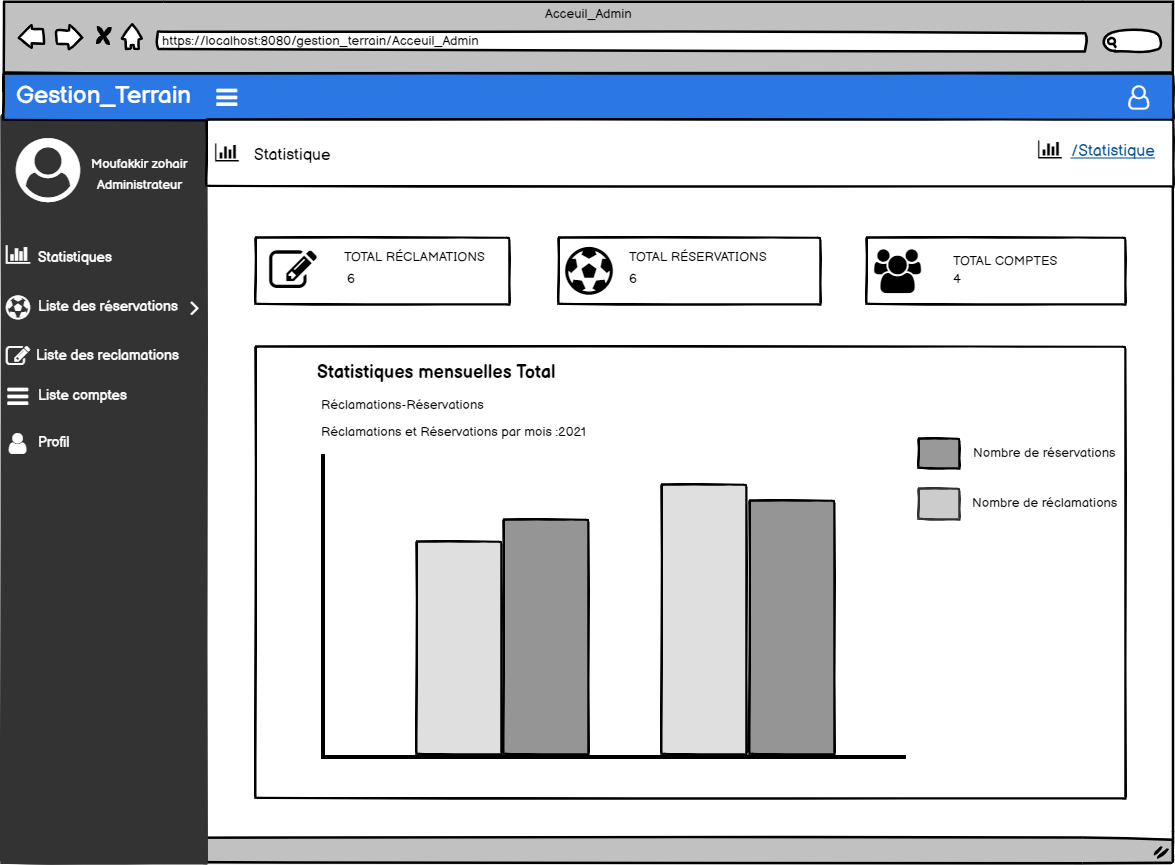 Acceuil_Admin
https://localhost:8080/gestion_terrain/Acceuil_Admin
Gestion_Terrain
Moufakkir zohair
Administrateur
Statistique
/Statistique
Statistiques
Liste des réservations
Liste des reclamations
Liste comptes
Profil
TOTAL RÉCLAMATIONS
6
TOTAL RÉSERVATIONS
6
TOTAL COMPTES
4
Statistiques mensuelles Total
Réclamations-Réservations
Réclamations et Réservations par mois :2021
Nombre de réservations
Nombre de réclamations